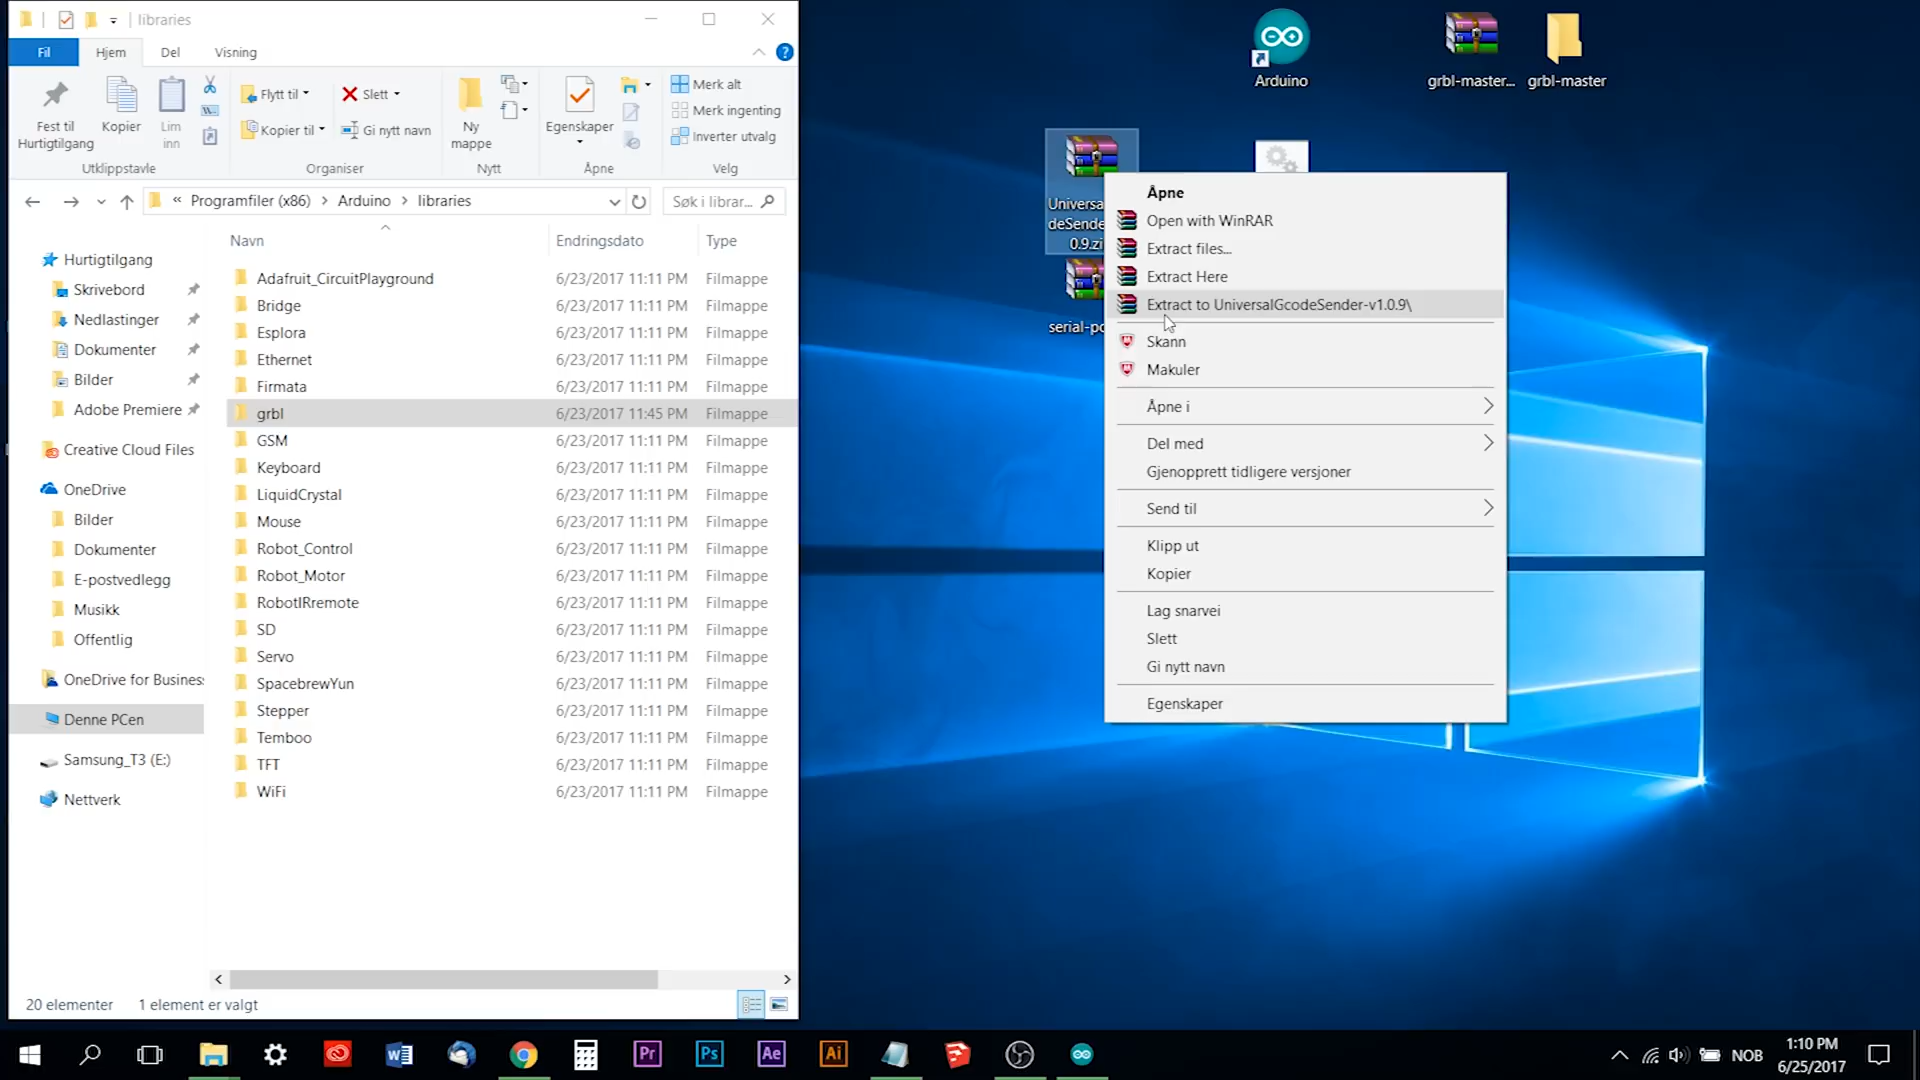 libraries
Fil
Hjem
Del
Visning
Fest til
Hurtigtilgang
Kopier
Lim
inn
Flytt til
Kopier til
Slett
Gi nytt navn
Ny
mappe
Egenskaper
Merk alt
Merk ingenting
Inverter utvalg
Utklippstavle
Organiser
Nytt
Åpne
Velg
« Programfiler (x86) > Arduino > libraries
Søk i librar...
Navn
Endringsdato
Type
Hurtigtilgang
Skrivebord
Nedlastinger
Dokumenter
Bilder
Adobe Premiere
Creative Cloud Files
OneDrive
Bilder
Dokumenter
E-postvedlegg
Musikk
Offentlig
OneDrive for Busines
Denne PCen
Samsung_T3 (E:)
Nettverk
Adafruit_CircuitPlayground 6/23/2017 11:11 PM Filmappe
Bridge 6/23/2017 11:11 PM Filmappe
Esplora 6/23/2017 11:11 PM Filmappe
Ethernet 6/23/2017 11:11 PM Filmappe
Firmata 6/23/2017 11:11 PM Filmappe
grbl 6/23/2017 11:45 PM Filmappe
GSM 6/23/2017 11:11 PM Filmappe
Keyboard 6/23/2017 11:11 PM Filmappe
LiquidCrystal 6/23/2017 11:11 PM Filmappe
Mouse 6/23/2017 11:11 PM Filmappe
Robot_Control 6/23/2017 11:11 PM Filmappe
Robot_Motor 6/23/2017 11:11 PM Filmappe
RobotIRremote 6/23/2017 11:11 PM Filmappe
SD 6/23/2017 11:11 PM Filmappe
Servo 6/23/2017 11:11 PM Filmappe
SpacebrewYun 6/23/2017 11:11 PM Filmappe
Stepper 6/23/2017 11:11 PM Filmappe
Temboo 6/23/2017 11:11 PM Filmappe
TFT 6/23/2017 11:11 PM Filmappe
WiFi 6/23/2017 11:11 PM Filmappe
20 elementer
1 element er valgt
Arduino
grbl-master...
grbl-master
Universa
deSende
0.9.zi
serial-po
Åpne
Open with WinRAR
Extract files...
Extract Here
Extract to UniversalGcodeSender-v1.0.9\
Skann
Makuler
Åpne i
Del med
Gjenopprett tidligere versjoner
Send til
Klipp ut
Kopier
Lag snarvei
Slett
Gi nytt navn
Egenskaper
Pr
Ps
Ae
Ai
NOB
1:10 PM
6/25/2017